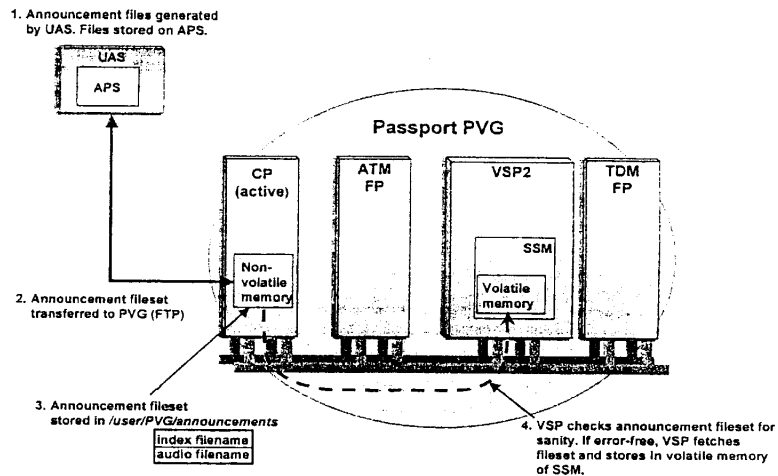 1. Announcement files generated
by UAS. Files stored on APS.
UAS
APS
Passport PVG
CP
(active)
ATM
FP
VSP2
TDM
FP
SSM
Non-
volatile
memory
Volatile
memory
2. Announcement fileset
transferred to PVG (FTP)
3. Announcement fileset
stored in /user/PVG/announcements
index filename
audio filename
4. VSP checks announcement fileset for
sanity. If error-free, VSP fetches
fileset and stores in volatile memory
of SSM.